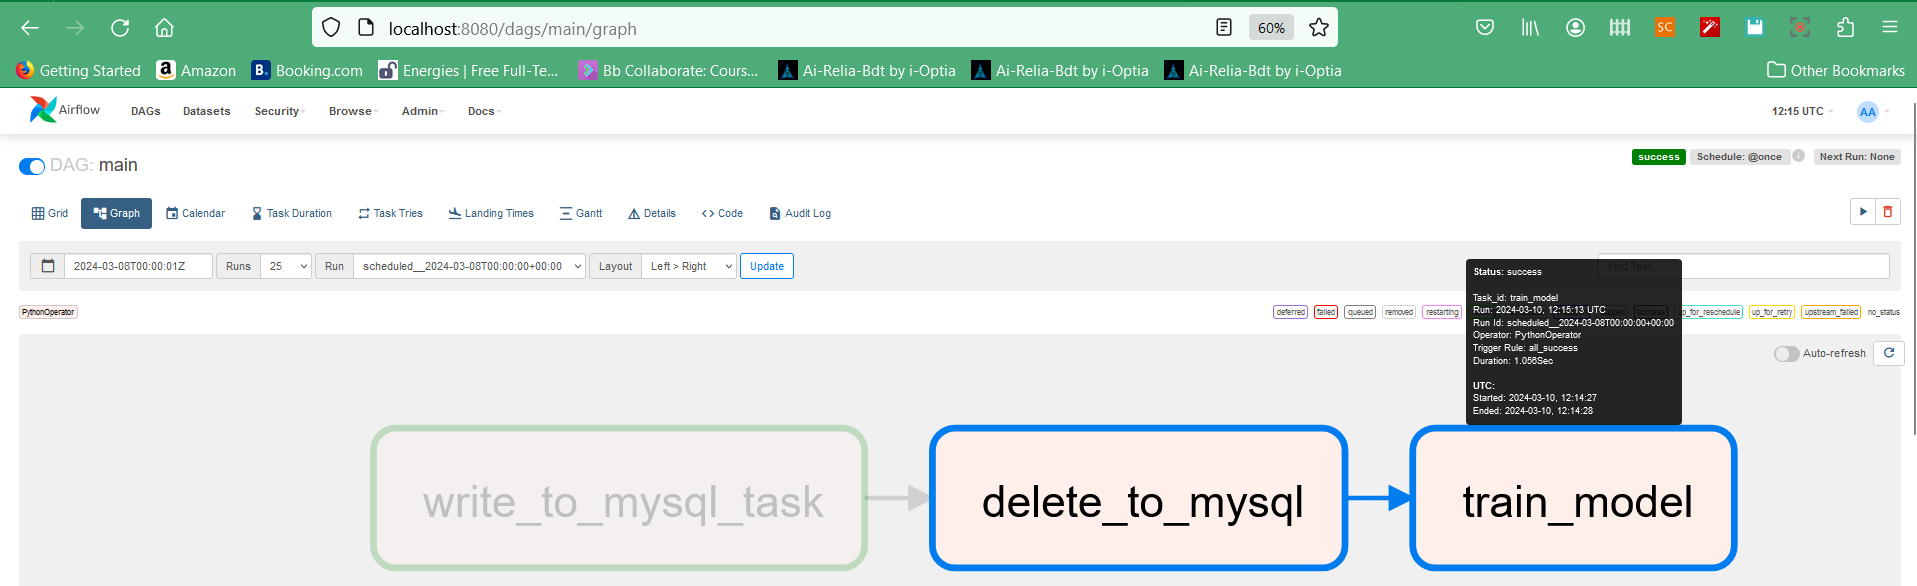 localhost:8080/dags/main/graph
60%
SC
Getting Started
Amazon
Booking.com
Energies | Free Full-Te...
Bb Collaborate: Cours...
Ai-Relia-Bdt by i-Optia
Ai-Relia-Bdt by i-Optia
Ai-Relia-Bdt by i-Optia
Other Bookmarks
Airflow
DAGs
Datasets
Security
Browse
Admin
Docs
12:15 UTC
AA
DAG: main
success
Schedule: @once
Next Run: None
Grid
Graph
Calendar
Task Duration
Task Tries
Landing Times
Gantt
Details
Code
Audit Log
2024-03-08T00:00:01Z
Runs
25
Run
scheduled__2024-03-08T00:00:00+00:00
Layout
Left > Right
Update
Find Task...
PythonOperator
deferred
failed
queued
removed
restarting
success
up_for_reschedule
up_for_retry
upstream_failed
no_status
Status: success
Task_id: train_model
Run: 2024-03-10, 12:15:13 UTC
Run Id: scheduled__2024-03-08T00:00:00+00:00
Operator: PythonOperator
Trigger Rule: all_success
Duration: 1.056Sec
UTC:
Started: 2024-03-10, 12:14:27
Ended: 2024-03-10, 12:14:28
Auto-refresh
write_to_mysql_task
delete_to_mysql
train_model